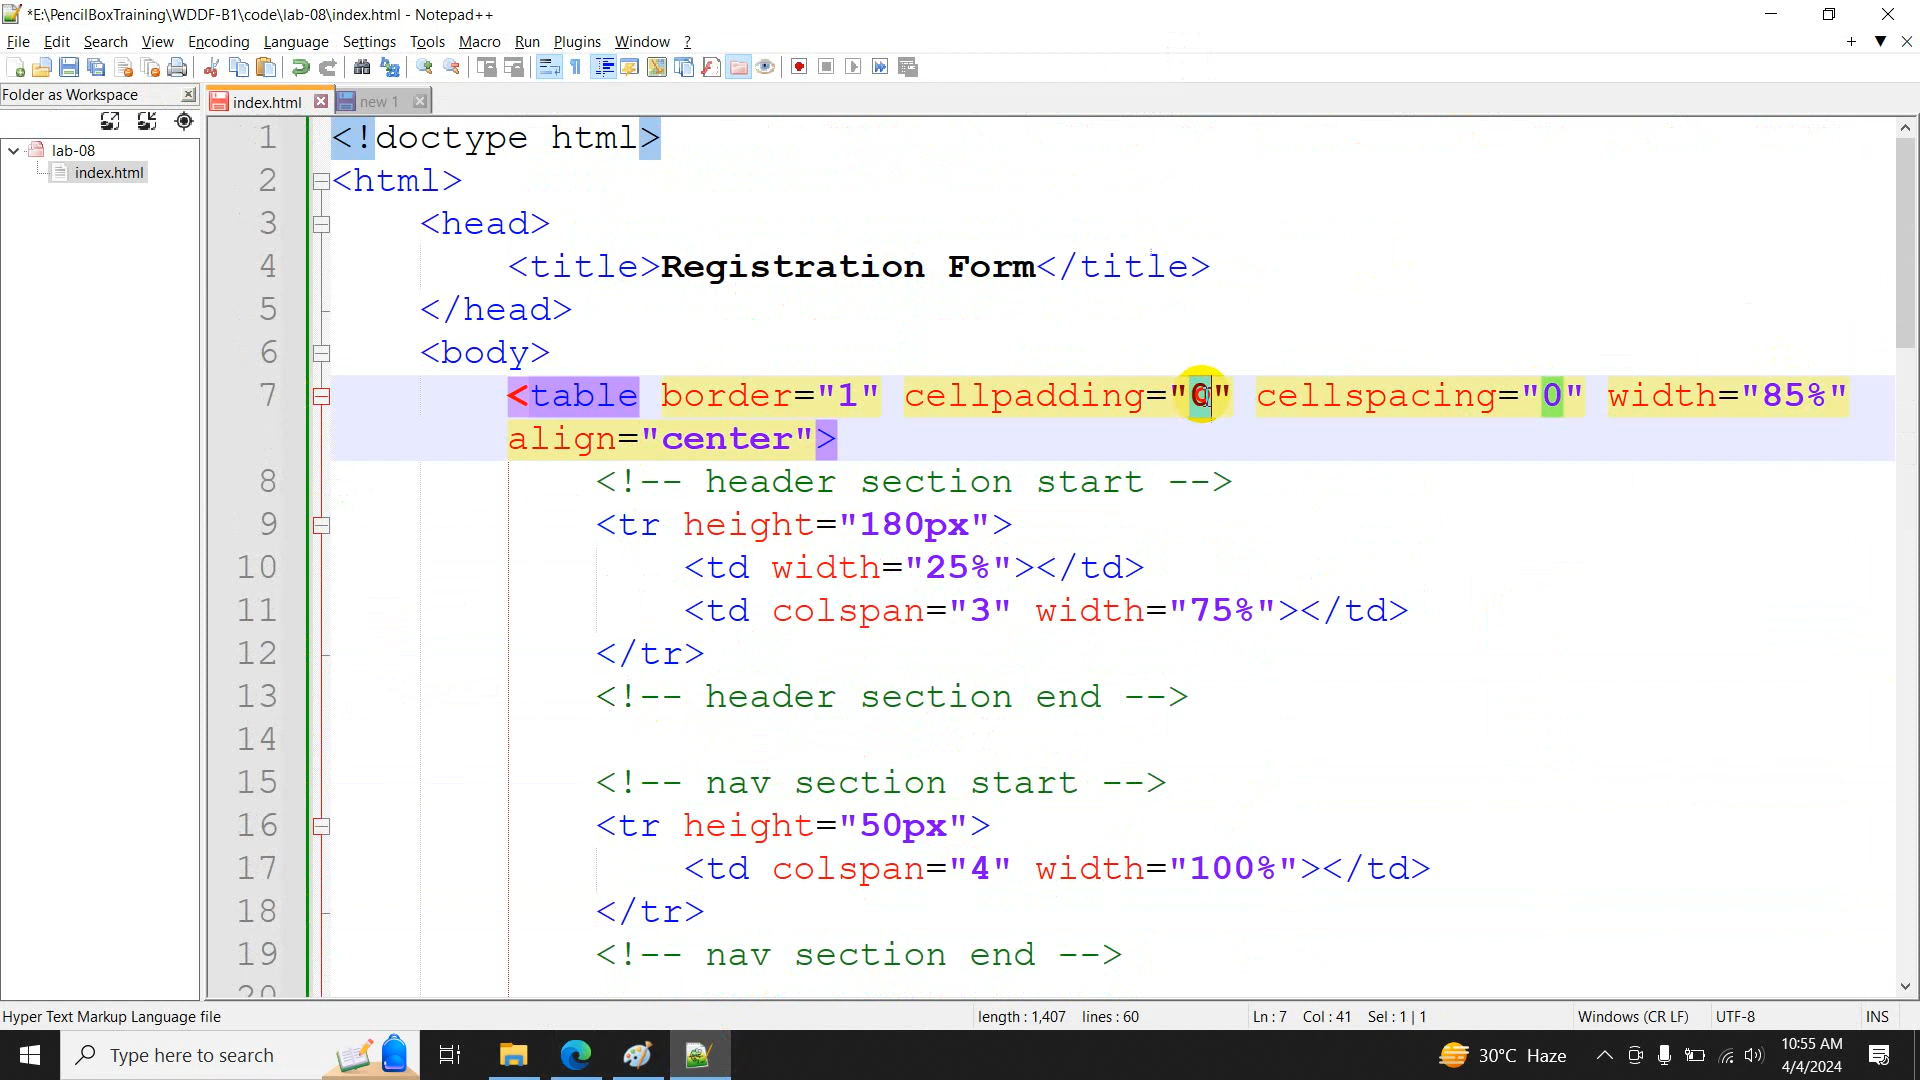 *E:\PencilBoxTraining\WDDF-B1\code\lab-08\index.html - Notepad++
File Edit Search View Encoding Language Settings Tools Macro Run Plugins Window ?
Folder as Workspace
index.html new 1
lab-08
index.html
1 <!doctype html>
2 <html>
3 <head>
4 <title>Registration Form</title>
5 </head>
6 <body>
7 <table border="1" cellpadding="0" cellspacing="0" width="85%"
align="center">
8 <!-- header section start -->
9 <tr height="180px">
10 <td width="25%"></td>
11 <td colspan="3" width="75%"></td>
12 </tr>
13 <!-- header section end -->
14
15 <!-- nav section start -->
16 <tr height="50px">
17 <td colspan="4" width="100%"></td>
18 </tr>
19 <!-- nav section end -->
20
Hyper Text Markup Language file length : 1,407 lines : 60 Ln : 7 Col : 41 Sel : 1 | 1 Windows (CR LF) UTF-8 INS
Type here to search 30°C Haze 10:55 AM
4/4/2024